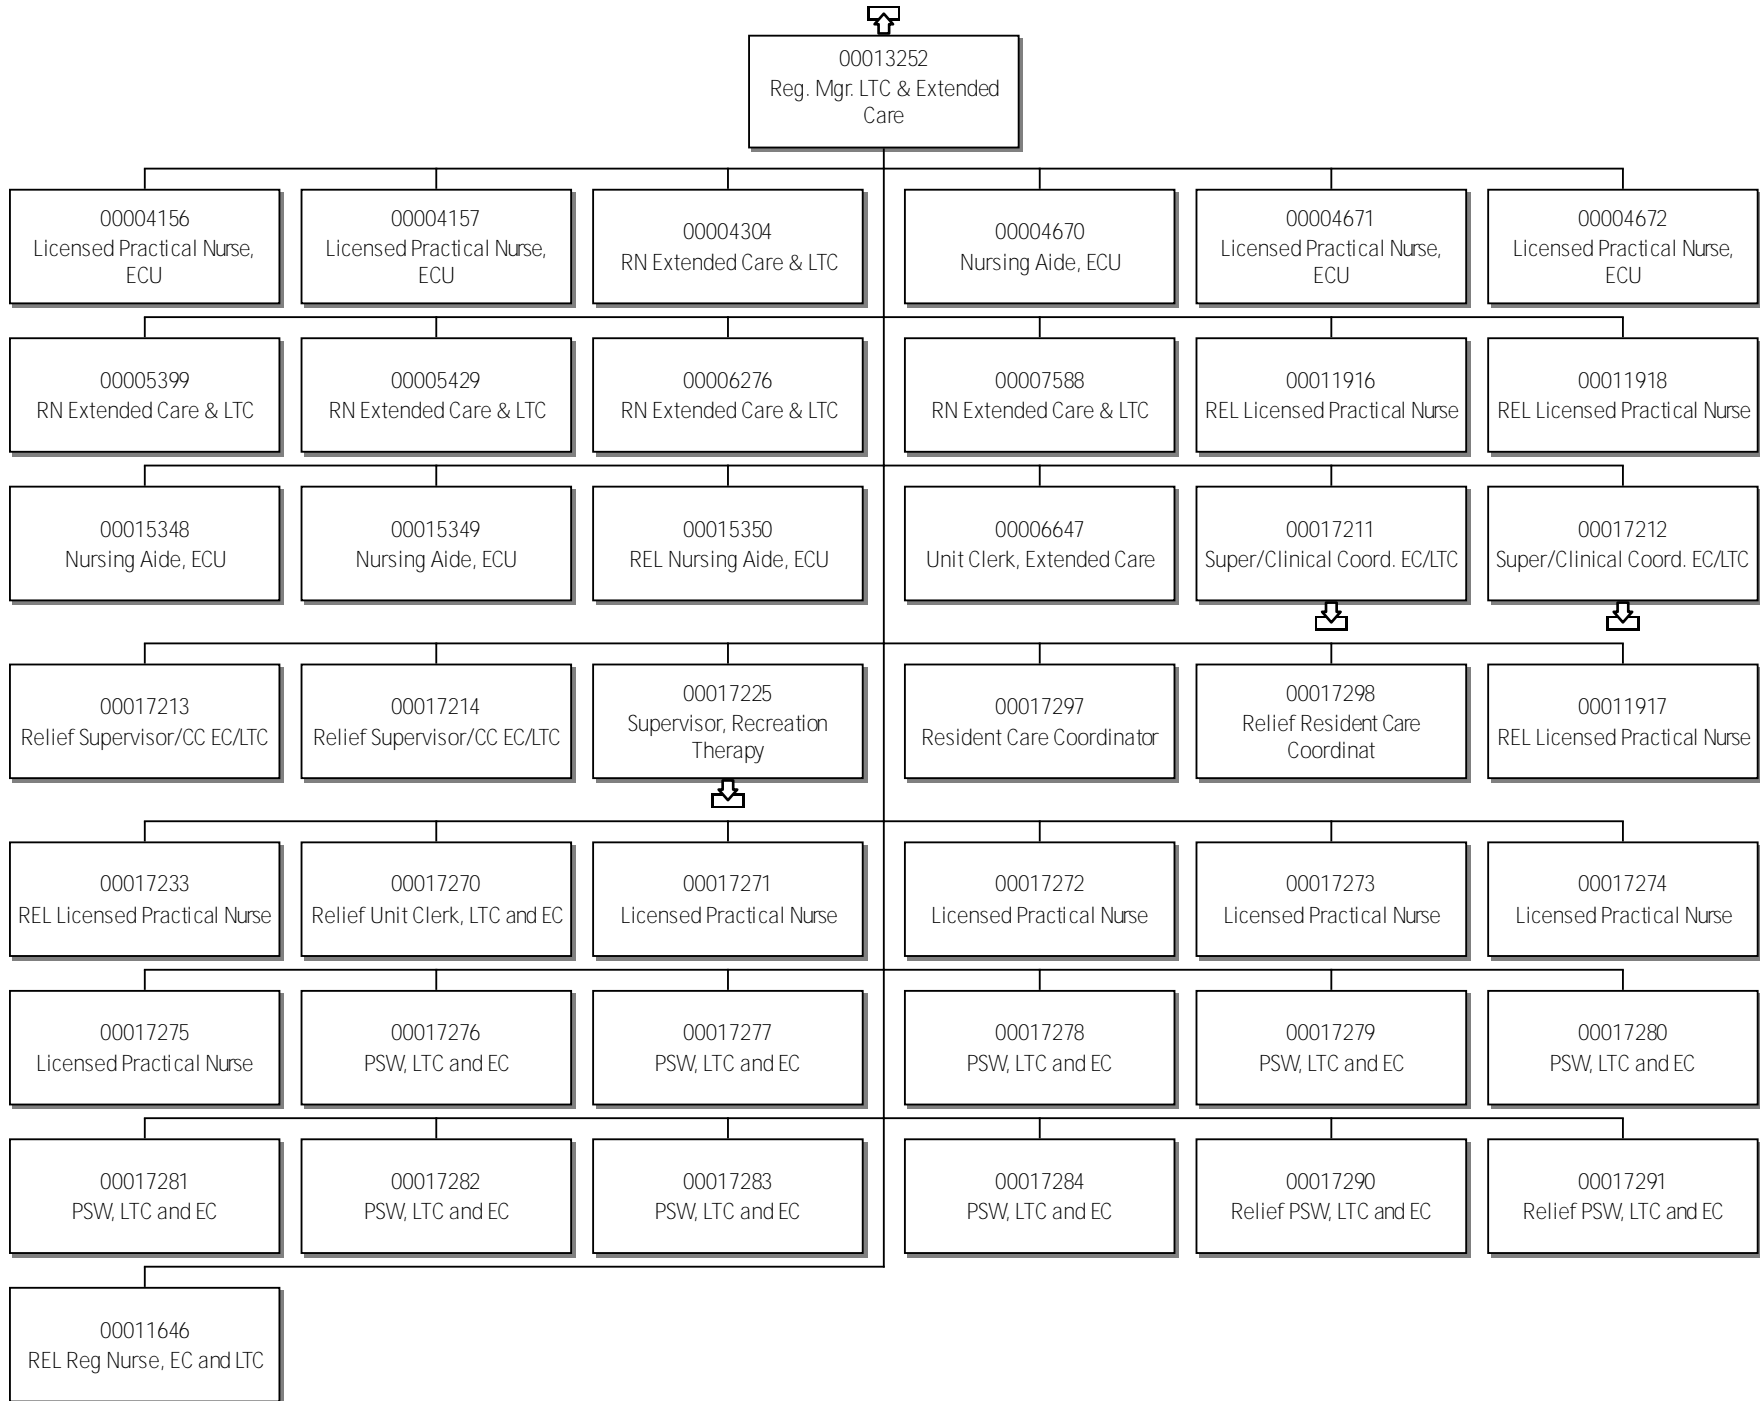 00013252
Reg. Mgr. LTC & Extended
Care
00004156
Licensed Practical Nurse,
ECU
00004157
Licensed Practical Nurse,
ECU
00004304
RN Extended Care & LTC
00004670
Nursing Aide, ECU
00004671
Licensed Practical Nurse,
ECU
00004672
Licensed Practical Nurse,
ECU
00005399
RN Extended Care & LTC
00005429
RN Extended Care & LTC
00006276
RN Extended Care & LTC
00007588
RN Extended Care & LTC
00011916
REL Licensed Practical Nurse
00011918
REL Licensed Practical Nurse
00015348
Nursing Aide, ECU
00015349
Nursing Aide, ECU
00015350
REL Nursing Aide, ECU
00006647
Unit Clerk, Extended Care
00017211
Super/Clinical Coord. EC/LTC
00017212
Super/Clinical Coord. EC/LTC
00017213
Relief Supervisor/CC EC/LTC
00017214
Relief Supervisor/CC EC/LTC
00017225
Supervisor, Recreation
Therapy
00017297
Resident Care Coordinator
00017298
Relief Resident Care
Coordinat
00011917
REL Licensed Practical Nurse
00017233
REL Licensed Practical Nurse
00017270
Relief Unit Clerk, LTC and EC
00017271
Licensed Practical Nurse
00017272
Licensed Practical Nurse
00017273
Licensed Practical Nurse
00017274
Licensed Practical Nurse
00017275
Licensed Practical Nurse
00017276
PSW, LTC and EC
00017277
PSW, LTC and EC
00017278
PSW, LTC and EC
00017279
PSW, LTC and EC
00017280
PSW, LTC and EC
00017281
PSW, LTC and EC
00017282
PSW, LTC and EC
00017283
PSW, LTC and EC
00017284
PSW, LTC and EC
00017290
Relief PSW, LTC and EC
00017291
Relief PSW, LTC and EC
00011646
REL Reg Nurse, EC and LTC